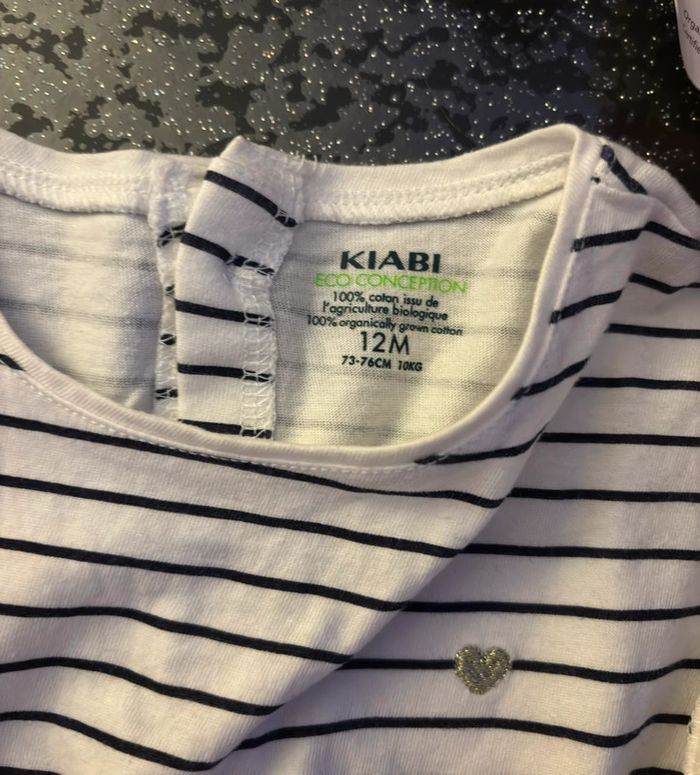 KIABI
ECO CONCEPTION
100% coton issu de
l'agriculture biologique
100% organically grown cotton
12M
73-76CM 10KG